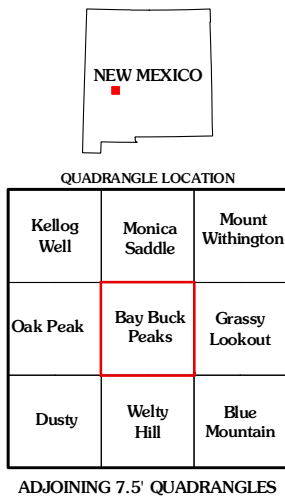 NEW MEXICO
QUADRANGLE LOCATION
Kellog
Well
Monica
Saddle
Mount
Withington
Oak Peak
Bay Buck
Peaks
Grassy
Lookout
Dusty
Welty
Hill
Blue
Mountain
ADJOINING 7.5' QUADRANGLES